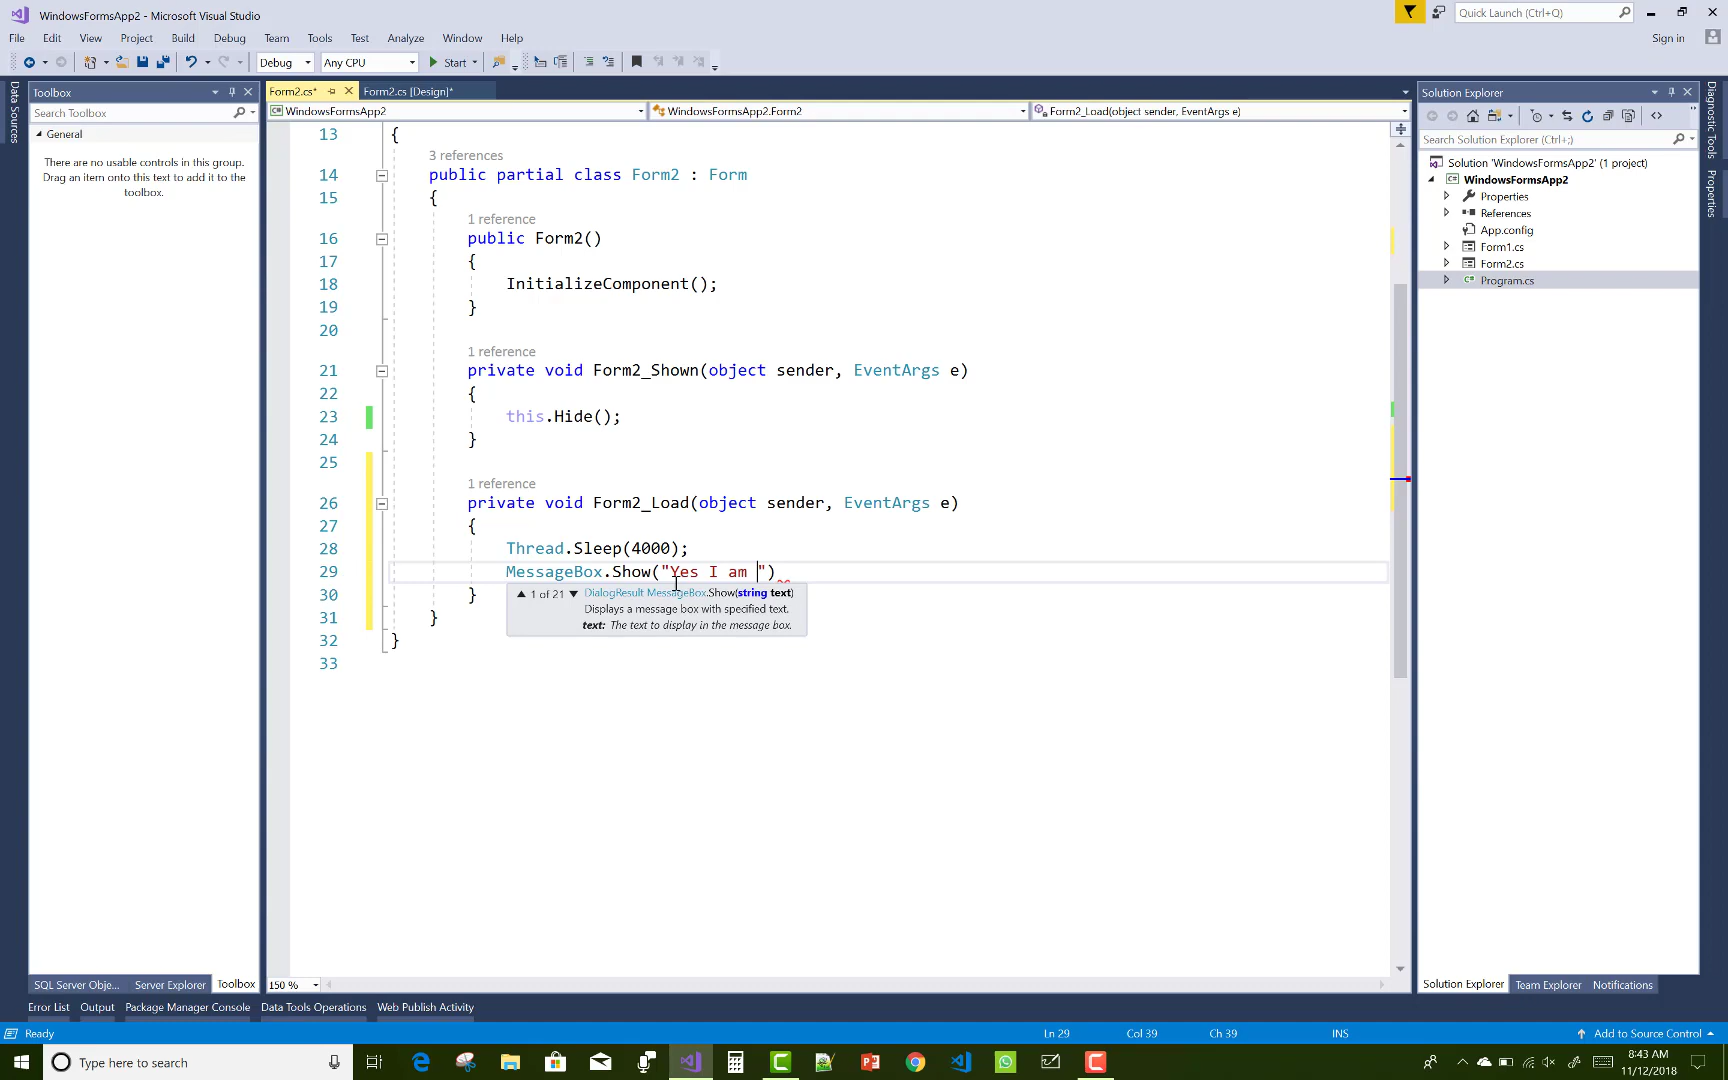 WindowsFormsApp2 - Microsoft Visual Studio
Quick Launch (Ctrl+Q)
File Edit View Project Build Debug Team Tools Test Analyze Window Help
Sign in
Debug Any CPU Start
Data Sources
Toolbox
Search Toolbox
General
There are no usable controls in this group.
Drag an item onto this text to add it to the
toolbox.
Form2.cs* Form2.cs [Design]*
WindowsFormsApp2 WindowsFormsApp2.Form2 Form2_Load(object sender, EventArgs e)
13 {
3 references
14 public partial class Form2 : Form
15 {
1 reference
16 public Form2()
17 {
18 InitializeComponent();
19 }
20
1 reference
21 private void Form2_Shown(object sender, EventArgs e)
22 {
23 this.Hide();
24 }
25
1 reference
26 private void Form2_Load(object sender, EventArgs e)
27 {
28 Thread.Sleep(4000);
29 MessageBox.Show("Yes I am ")
30 }
1 of 21 DialogResult MessageBox.Show(string text)
Displays a message box with specified text.
text: The text to display in the message box.
31 }
32 }
33
Solution Explorer
Search Solution Explorer (Ctrl+;)
Solution 'WindowsFormsApp2' (1 project)
WindowsFormsApp2
Properties
References
App.config
Form1.cs
Form2.cs
Program.cs
Diagnostic Tools
Properties
SQL Server Obje... Server Explorer Toolbox
150 %
Solution Explorer Team Explorer Notifications
Error List Output Package Manager Console Data Tools Operations Web Publish Activity
Ready Ln 29 Col 39 Ch 39 INS Add to Source Control
Type here to search
8:43 AM
11/12/2018